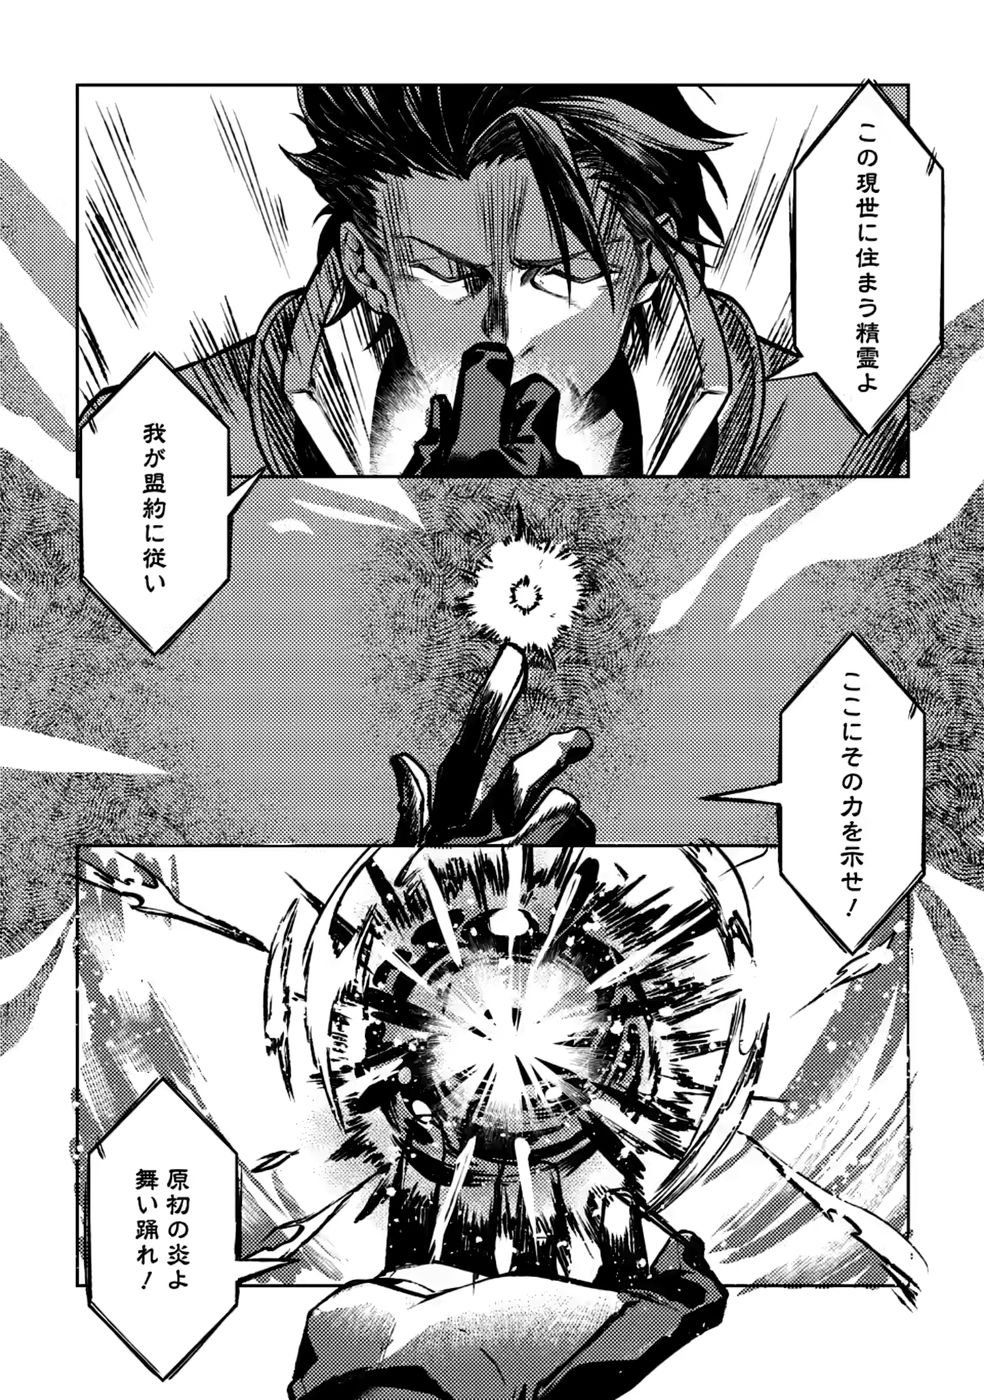 この現世に住まう精霊よ
我が盟約に従い
ここにその力を示せ！
原初の炎よ
舞い踊れ！